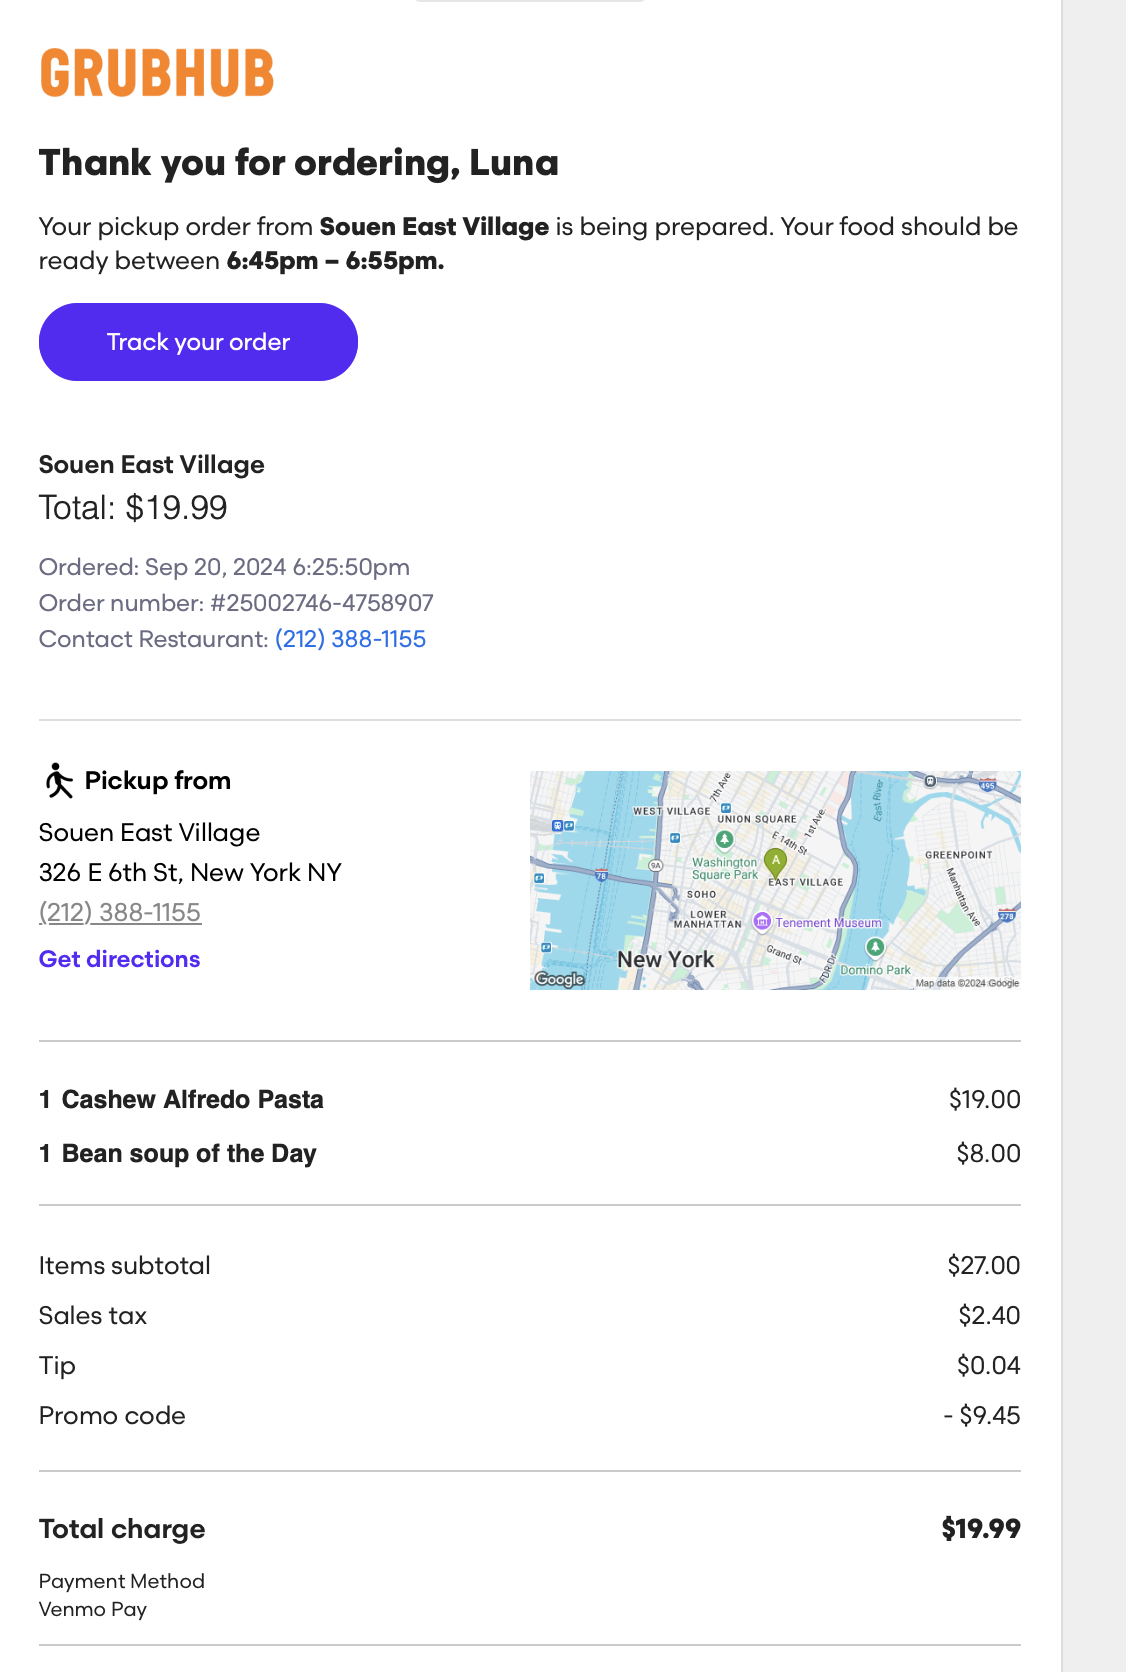 GRUBHUB
Thank you for ordering, Luna
Your pickup order from Souen East Village is being prepared. Your food should be
ready between 6:45pm – 6:55pm.
Track your order
Souen East Village
Total: $19.99
Ordered: Sep 20, 2024 6:25:50pm
Order number: #25002746-4758907
Contact Restaurant: (212) 388-1155
Pickup from
Souen East Village
326 E 6th St, New York NY
(212) 388-1155
Get directions
7th Ave
495
East River
WEST VILLAGE
UNION SQUARE
1st Ave
E 14th St
A
GREENPOINT
Washington
Square Park
9A
78
EAST VILLAGE
SOHO
Manhattan Ave
LOWER
MANHATTAN
Tenement Museum
278
Grand St
New York
FDR Dr
Domino Park
Google
Map data ©2024 Google
1 Cashew Alfredo Pasta $19.00
1 Bean soup of the Day $8.00
Items subtotal $27.00
Sales tax $2.40
Tip $0.04
Promo code - $9.45
Total charge $19.99
Payment Method
Venmo Pay